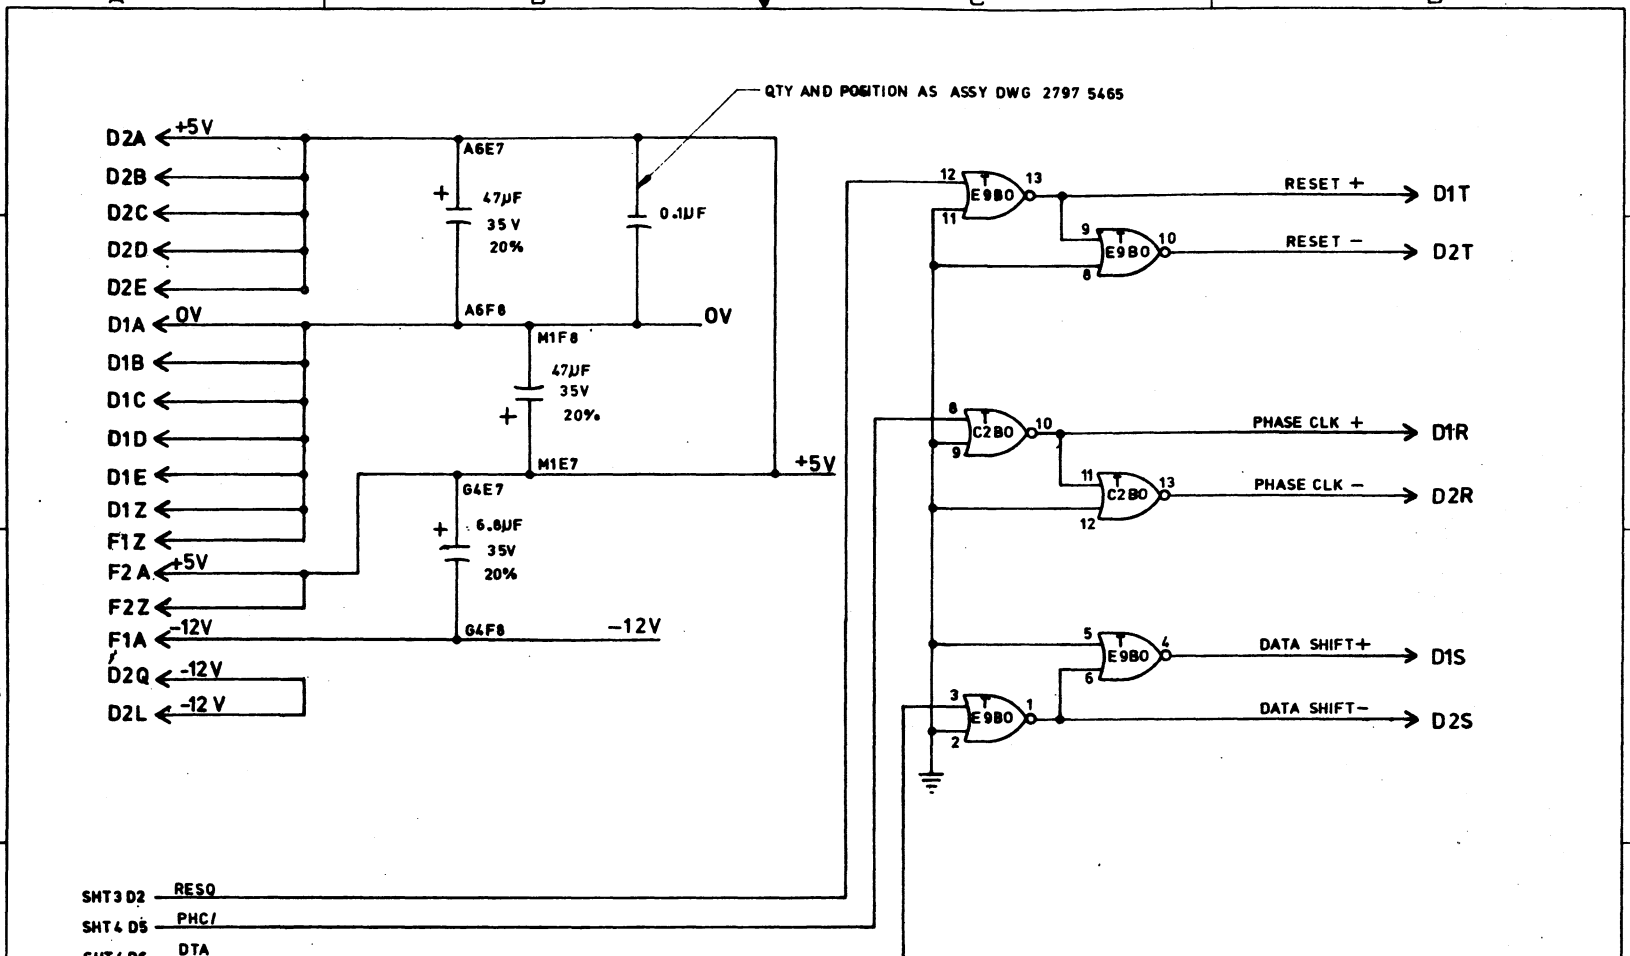 QTY AND POSITION AS ASSY DWG 2797 5465
D2A +5V
A6E7
D2B
D2C
D2D
D2E
+ 47µF
35V
20%
0.1µF
D1A 0V
A6F8
0V
M1F8
D1B
D1C
D1D
47µF
35V
+ 20%
D1E
M1E7
+5V
D1Z
G4E7
F1Z
+ 6.8µF
35V
20%
F2A +5V
F2Z
F1A -12V
G4F8
-12V
D2Q -12V
D2L -12V
12 T 13
E9B0
11
RESET + D1T
9 T 10
E9B0
8
RESET - D2T
8 T 10
C2B0
9
PHASE CLK + D1R
11 T 13
C2B0
12
PHASE CLK - D2R
5 T 4
E9B0
6
DATA SHIFT+ D1S
3 T 1
E9B0
2
DATA SHIFT- D2S
SHT3 D2 RESQ
SHT4 D5 PHC/
DTA